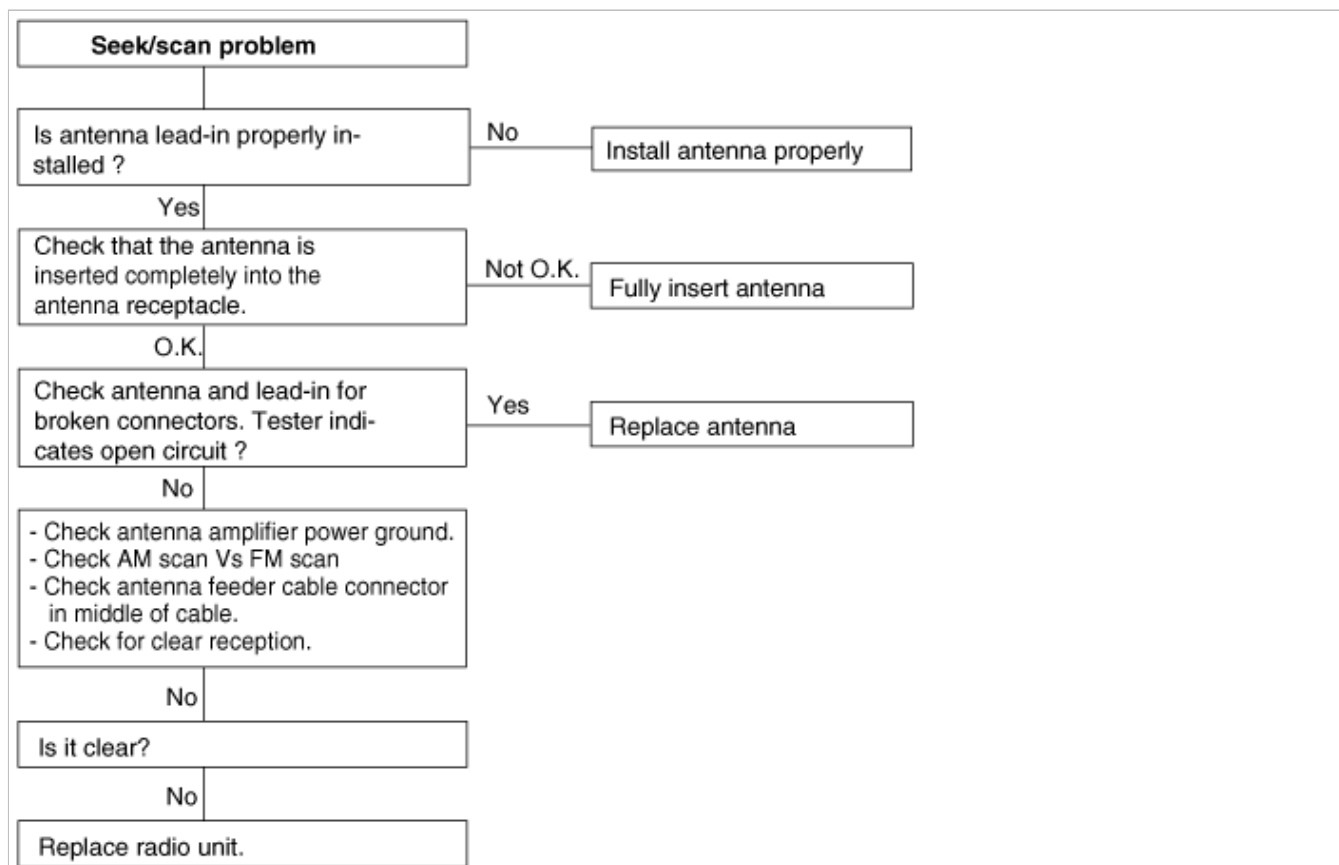 Seek/scan problem
Is antenna lead-in properly in-
stalled ?
No
Install antenna properly
Yes
Check that the antenna is
inserted completely into the
antenna receptacle.
Not O.K.
Fully insert antenna
O.K.
Check antenna and lead-in for
broken connectors. Tester indi-
cates open circuit ?
Yes
Replace antenna
No
- Check antenna amplifier power ground.
- Check AM scan Vs FM scan
- Check antenna feeder cable connector
in middle of cable.
- Check for clear reception.
No
Is it clear?
No
Replace radio unit.